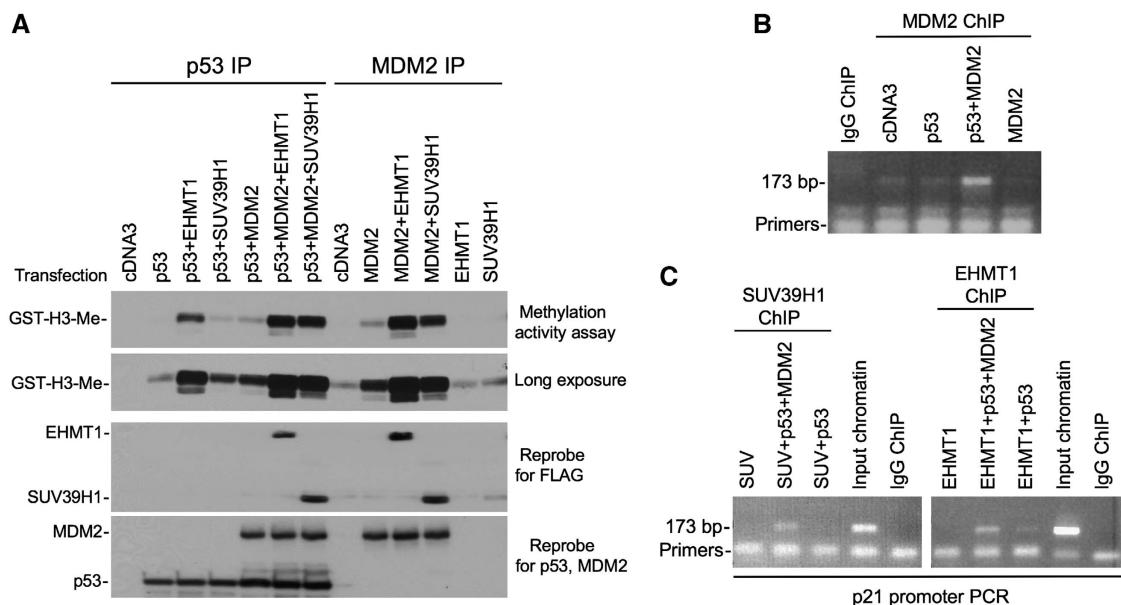 A
p53 IP
MDM2 IP
Transfection
cDNA3
p53
p53+EHMT1
p53+SUV39H1
p53+MDM2
p53+MDM2+EHMT1
p53+MDM2+SUV39H1
cDNA3
MDM2
MDM2+EHMT1
MDM2+SUV39H1
EHMT1
SUV39H1
GST-H3-Me-
Methylation
activity assay
GST-H3-Me-
Long exposure
EHMT1 -
SUV39H1-
Reprobe
for FLAG
MDM2-
p53-
Reprobe
for p53, MDM2
B
MDM2 ChIP
IgG ChIP
cDNA3
p53
p53+MDM2
MDM2
173 bp-
Primers-
C
SUV39H1
ChIP
EHMT1
ChIP
SUV
SUV+p53+MDM2
SUV+p53
Input chromatin
IgG ChIP
EHMT1
EHMT1+p53+MDM2
EHMT1+p53
Input chromatin
IgG ChIP
173 bp-
Primers-
p21 promoter PCR